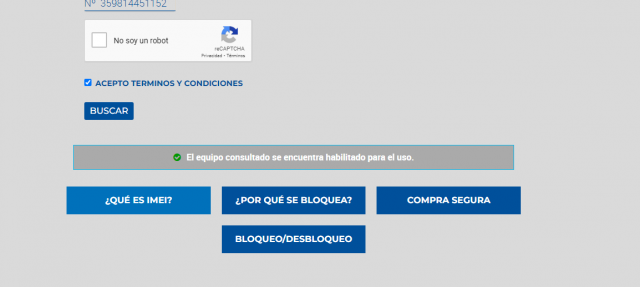 Nº 359814451152
No soy un robot
reCAPTCHA
Privacidad • Términos
ACEPTO TERMINOS Y CONDICIONES
BUSCAR
El equipo consultado se encuentra habilitado para el uso.
¿QUÉ ES IMEI?
¿POR QUÉ SE BLOQUEA?
COMPRA SEGURA
BLOQUEO/DESBLOQUEO